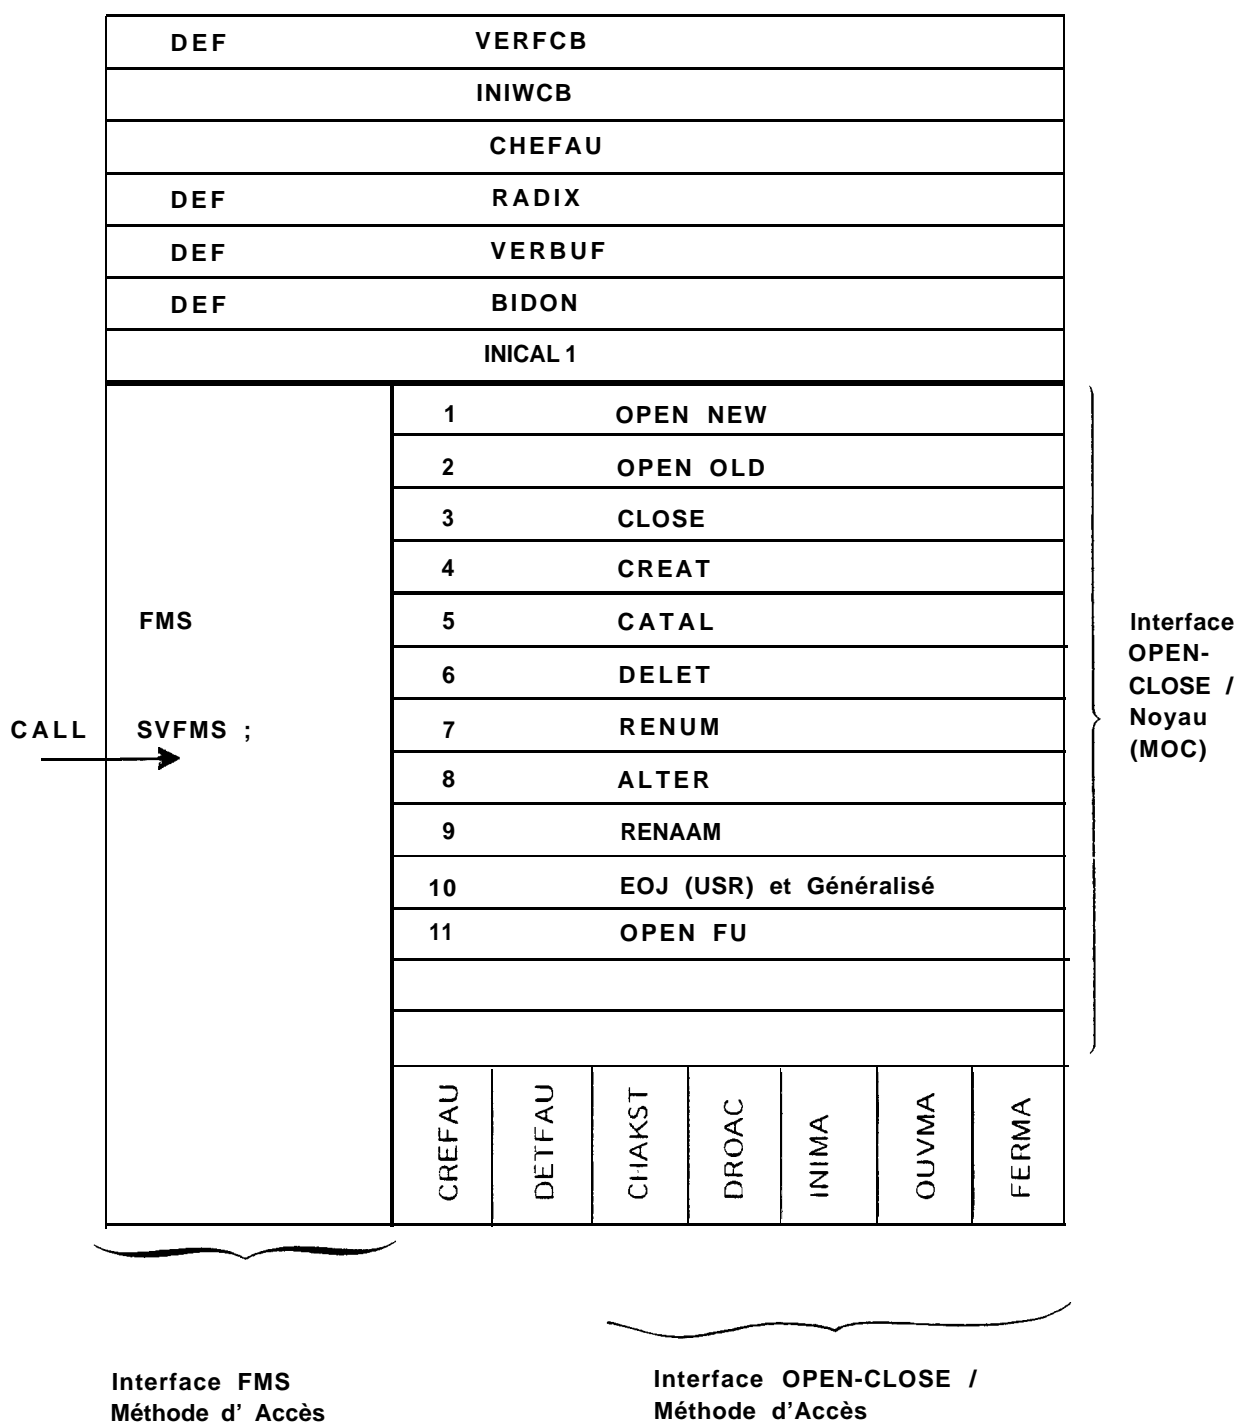 DEF VERFCB
INIWCB
CHEFAU
DEF RADIX
DEF VERBUF
DEF BIDON
INICAL 1
1 OPEN NEW
2 OPEN OLD
3 CLOSE
4 CREAT
FMS 5 CATAL
6 DELET
CALL SVFMS ; 7 RENUM
8 ALTER
9 RENAAM
10 EOJ (USR) et Généralisé
11 OPEN FU
Interface
OPEN-
CLOSE /
Noyau
(MOC)
CREFAU
DETFAU
CHAKST
DROAC
INIMA
OUVMA
FERMA
Interface FMS
Méthode d' Accès
Interface OPEN-CLOSE /
Méthode d'Accès